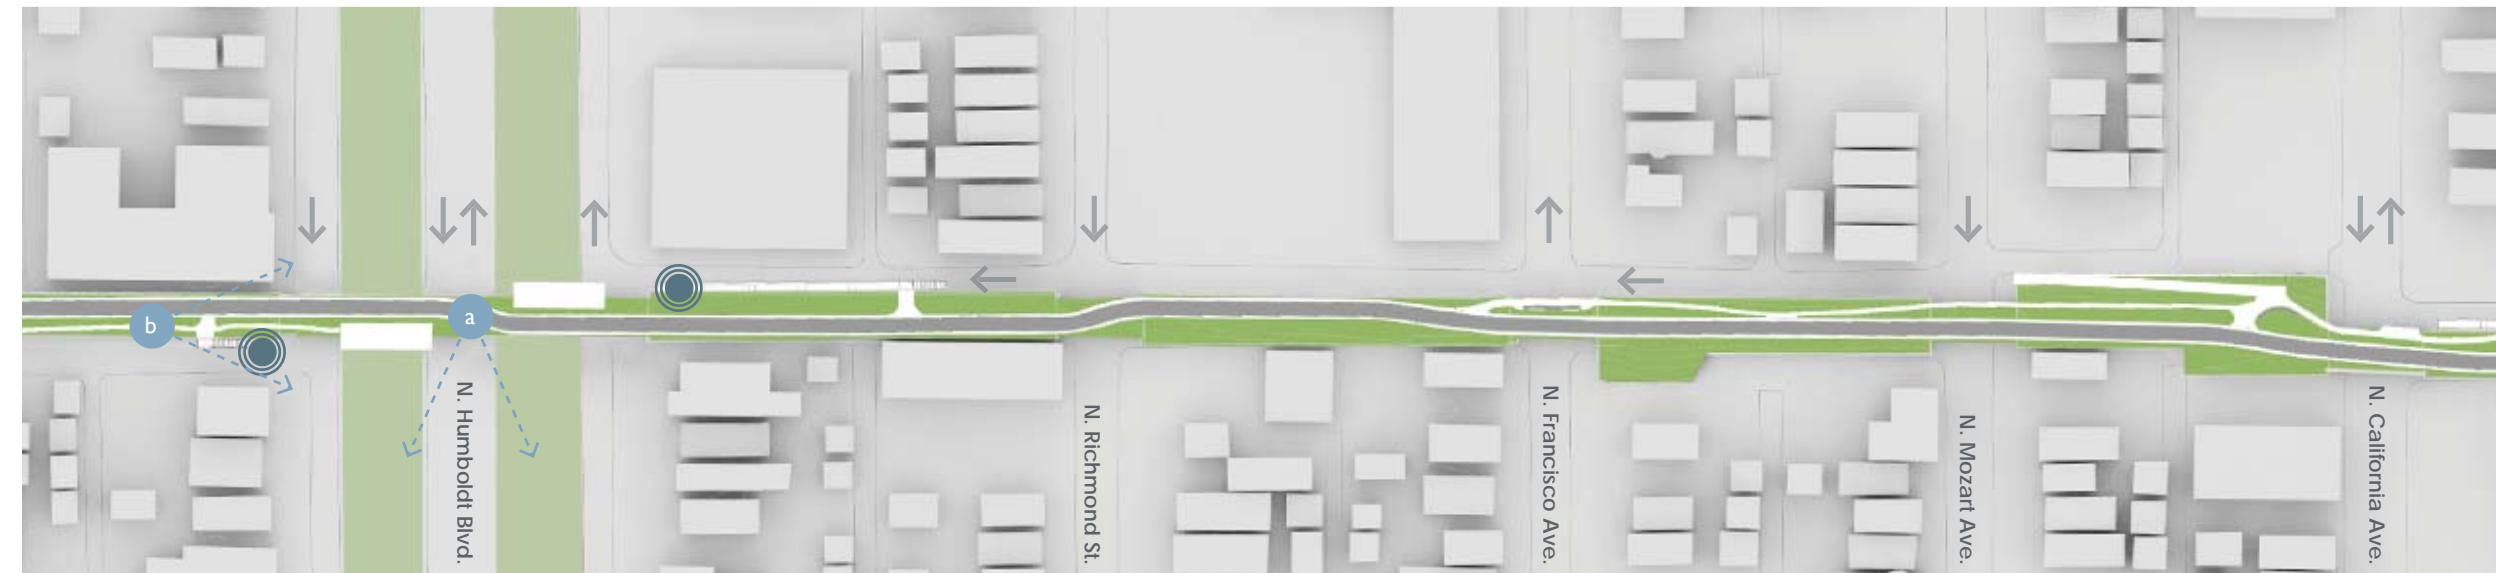 b
a
N. Humboldt Blvd.
N. Richmond St.
N. Francisco Ave.
N. Mozart Ave.
N. California Ave.